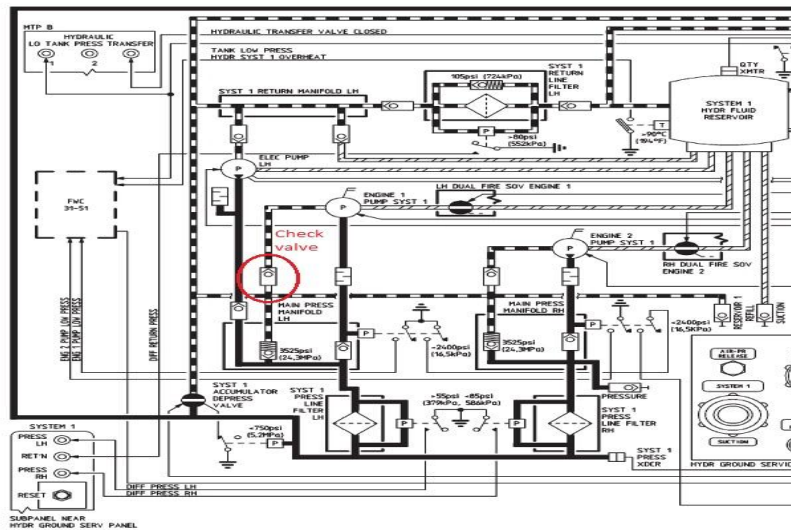 MTP B
HYDRAULIC
LO TANK PRESS TRANSFER
1
2
HYDRAULIC TRANSFER VALVE CLOSED
TANK LOW PRESS
HYDR SYST 1 OVERHEAT
105psi (724kPa)
SYST 1
RETURN
LINE
FILTER
LH
QTY
XMTR
SYST 1 RETURN MANIFOLD LH
SYSTEM 1
HYDR FLUID
RESERVOIR
P
>80psi
(552kPa)
T
>90°C
(194°F)
ELEC PUMP
LH
P
FWC
31-51
ENGINE 1
PUMP SYST 1
P
LH DUAL FIRE SOV ENGINE 1
Check
valve
ENGINE 2
PUMP SYST 1
P
RH DUAL FIRE SOV
ENGINE 2
ENG 2 PUMP LOW PRESS
ENG 1 PUMP LOW PRESS
DIFF RETURN PRESS
MAIN PRESS
MANIFOLD
LH
MAIN PRESS
MANIFOLD RH
RESERVOIR 1
REFILL
SUCTION
P
<2400psi
(16,5kPa)
P
<2400psi
(16,5KPa)
3525psi
(24,3MPa)
3525psi
(24,3MPa)
AIR-PR
RELEASE
SYSTEM 1
SYST 1
ACCUMULATOR
DEPRESS
VALVE
SYST 1
PRESS
LINE
FILTER
LH
>55psi
(379kPa,
<85psi
586kPa)
P
P
PRESSURE
SYST 1
PRESS
LINE FILTER
RH
SUCTION
<750psi
(5,2MPa)
P
SYST 1
PRESS
XDCR
HYDR GROUND SERVIC
SYSTEM 1
PRESS
LH
RET'N
PRESS
RH
RESET
DIFF PRESS LH
DIFF PRESS RH
SUBPANEL NEAR
HYDR GROUND SERV PANEL